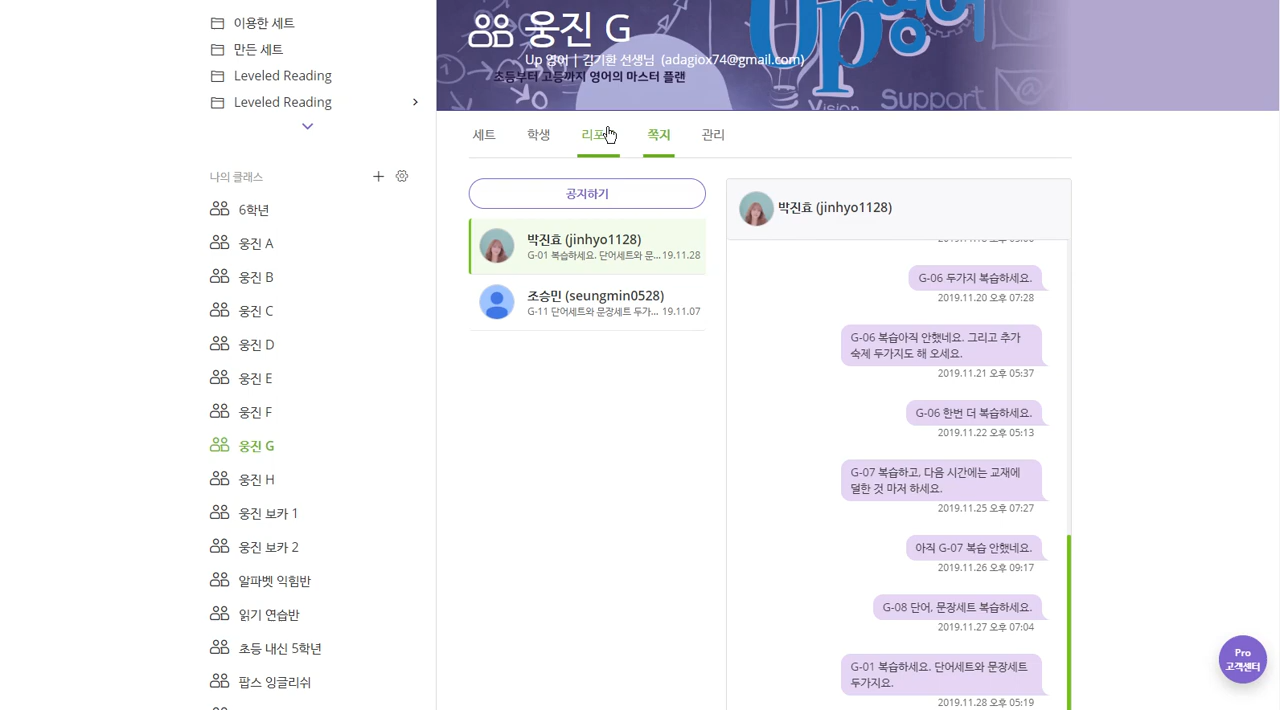 이용한 세트
만든 세트
Leveled Reading
Leveled Reading
나의 클래스
6학년
웅진 A
웅진 B
웅진 C
웅진 D
웅진 E
웅진 F
웅진 G
웅진 H
웅진 보카 1
웅진 보카 2
알파벳 익힘반
읽기 연습반
초등 내신 5학년
팝스 잉글리쉬
웅진 G
Up 영어 | 김기환 선생님 (adagiox74@gmail.com)
초등부터 고등까지 영어의 마스터 플랜
Up영어
Vision
Support
세트 학생 리포 쪽지 관리
공지하기
박진효 (jinhyo1128)
G-01 복습하세요. 단어세트와 문... 19.11.28
조승민 (seungmin0528)
G-11 단어세트와 문장세트 두가... 19.11.07
박진효 (jinhyo1128)
G-06 두가지 복습하세요.
2019.11.20 오후 07:28
G-06 복습아직 안했네요. 그리고 추가
숙제 두가지도 해 오세요.
2019.11.21 오후 05:37
G-06 한번 더 복습하세요.
2019.11.22 오후 05:13
G-07 복습하고, 다음 시간에는 교재에
덜한 것 마저 하세요.
2019.11.25 오후 07:27
아직 G-07 복습 안했네요.
2019.11.26 오후 09:17
G-08 단어, 문장세트 복습하세요.
2019.11.27 오후 07:04
G-01 복습하세요. 단어세트와 문장세트
두가지요.
2019.11.28 오후 05:19
Pro
고객센터